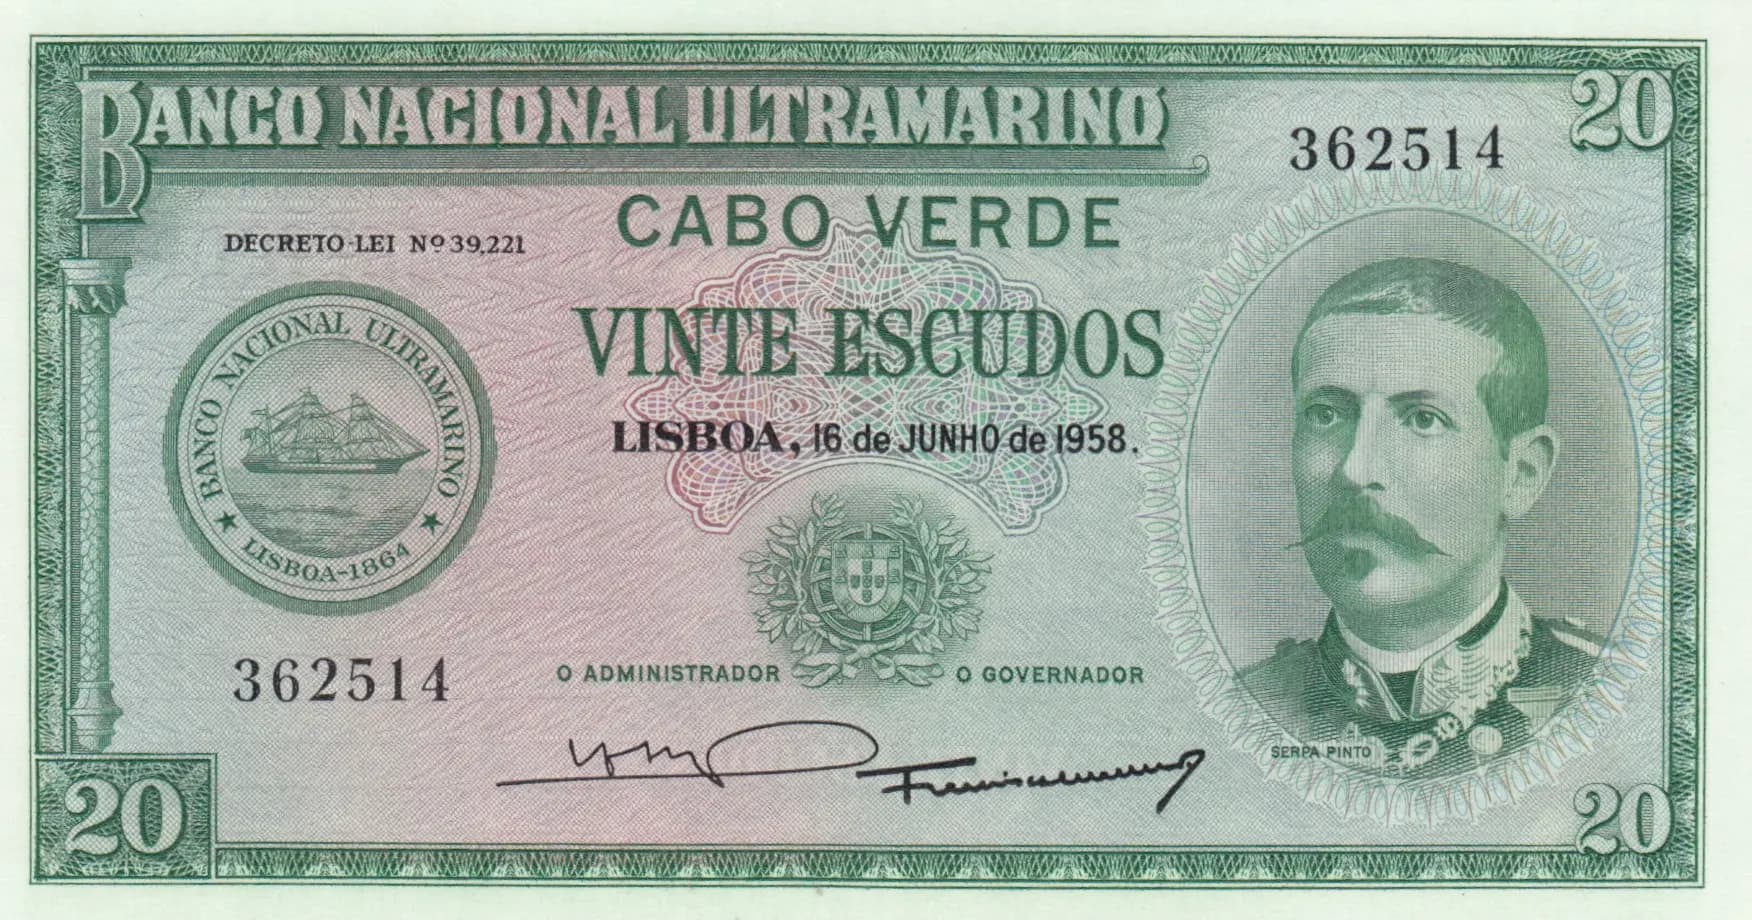 BANCO NACIONAL ULTRAMARINO
20
362514
CABO VERDE
DECRETO-LEI Nº 39,221
VINTE ESCUDOS
BANCO NACIONAL ULTRAMARINO
LISBOA-1864
LISBOA, 16 de JUNHO de 1958.
362514
O ADMINISTRADOR
O GOVERNADOR
SERPA PINTO
20
20